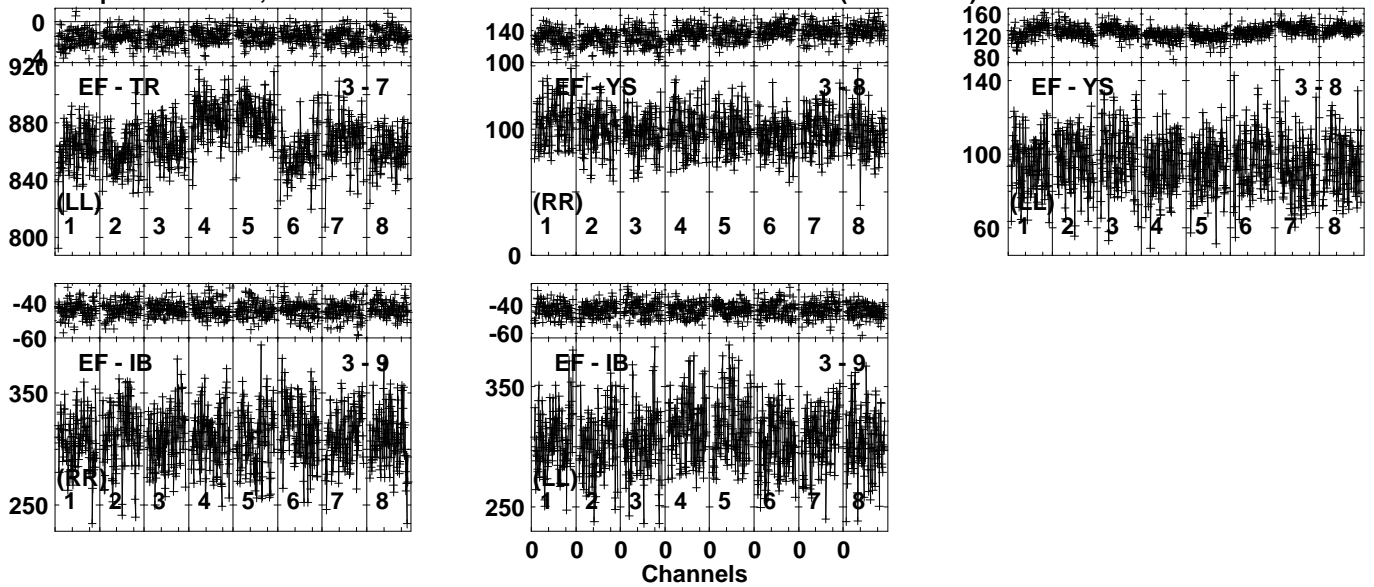 0
4
920
880
840
800
EF - TR 3 - 7
(LL)
1 2 3 4 5 6 7 8
140
100
100
0
EF - YS 3 - 8
(RR)
1 2 3 4 5 6 7 8
160
120
80
140
100
60
EF - YS 3 - 8
(LL)
1 2 3 4 5 6 7 8
-40
-60
350
250
EF - IB 3 - 9
(RR)
1 2 3 4 5 6 7 8
-40
-60
350
250
EF - IB 3 - 9
(LL)
1 2 3 4 5 6 7 8
0 0 0 0 0 0 0 0
Channels